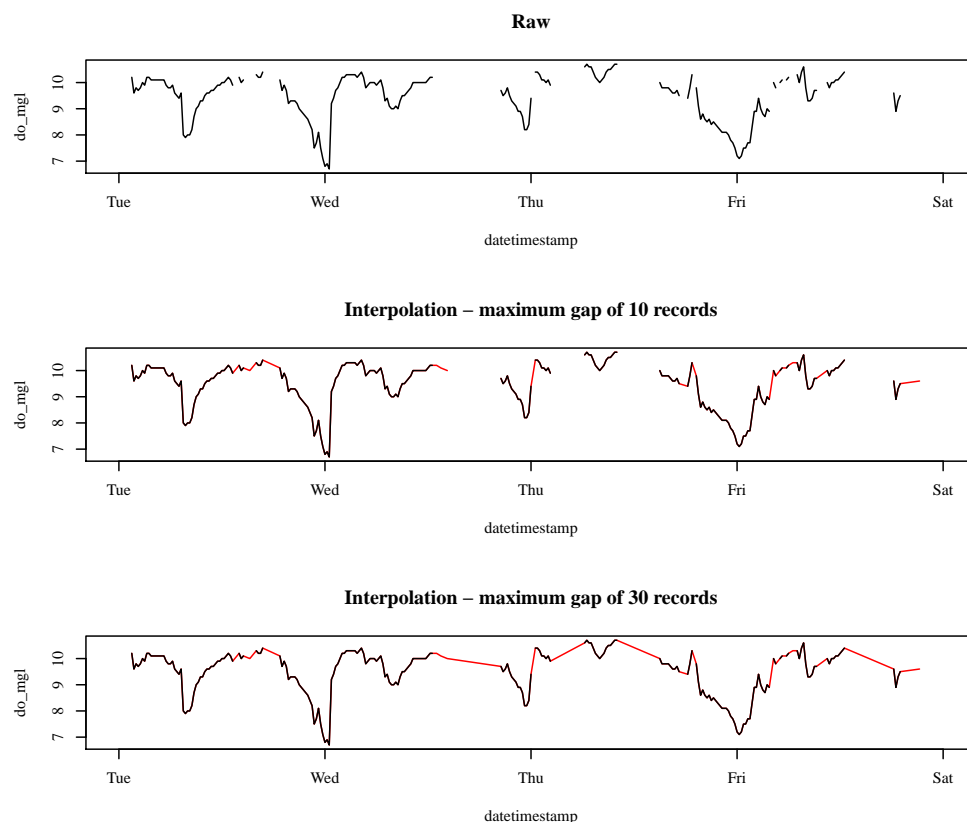 Raw
do_mgl
10
9
8
7
Tue Wed Thu Fri Sat
datetimestamp
Interpolation − maximum gap of 10 records
do_mgl
10
9
8
7
Tue Wed Thu Fri Sat
datetimestamp
Interpolation − maximum gap of 30 records
do_mgl
10
9
8
7
Tue Wed Thu Fri Sat
datetimestamp